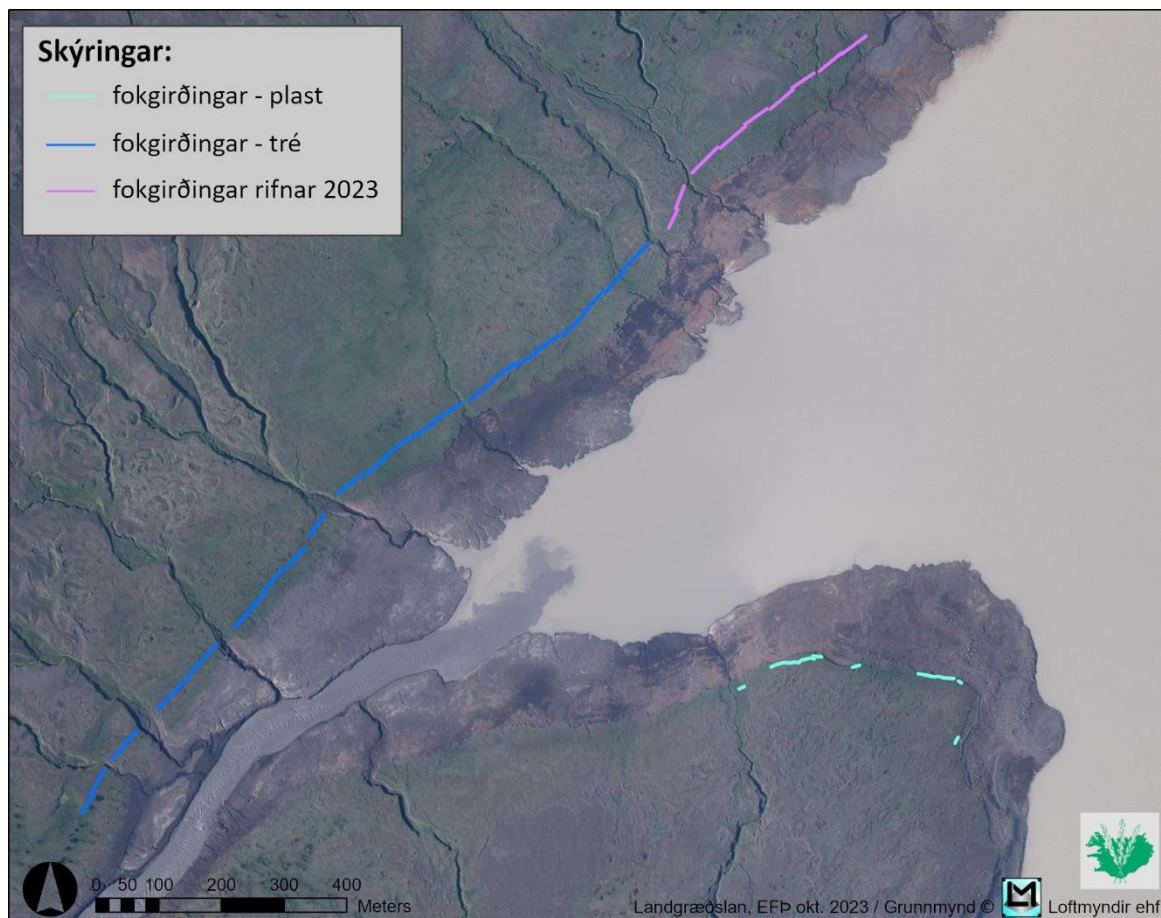 Skýringar:
fokgirðingar - plast
fokgirðingar - tré
fokgirðingar rifnar 2023
0 50 100 200 300 400
Meters
Landgræðslan, EFÞ okt. 2023 / Grunnmynd © Loftmyndir ehf